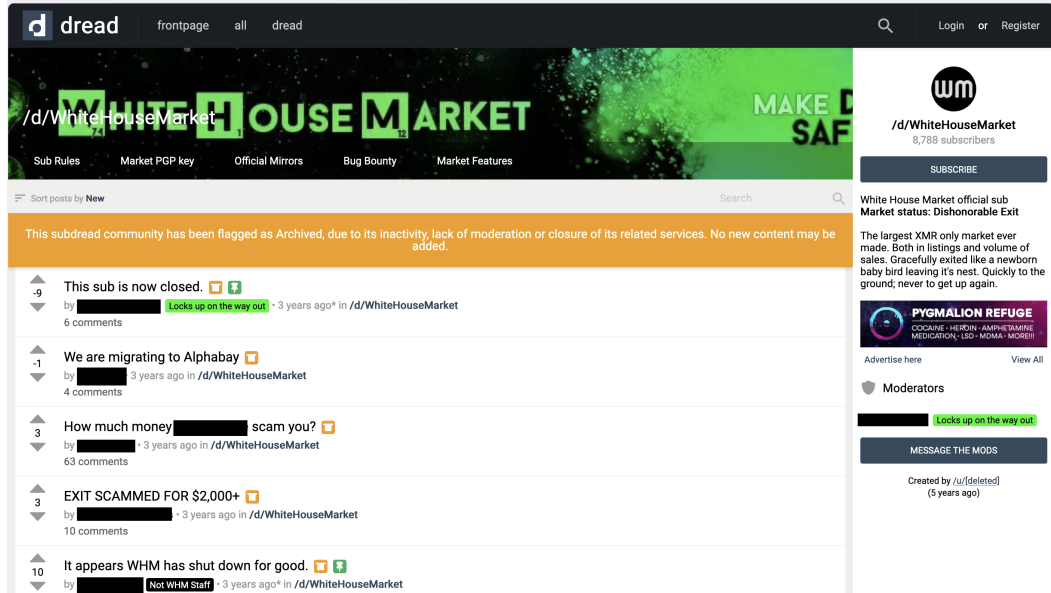 d dread frontpage all dread Login or Register
WHITE HOUSE MARKET
74 1 12
MAKE D
SAF
/d/WhiteHouseMarket
Sub Rules Market PGP key Official Mirrors Bug Bounty Market Features
Sort posts by New Search
This subdread community has been flagged as Archived, due to its inactivity, lack of moderation or closure of its related services. No new content may be
added.
-9
This sub is now closed.
by Locks up on the way out • 3 years ago* in /d/WhiteHouseMarket
6 comments
-1
We are migrating to Alphabay
by 3 years ago in /d/WhiteHouseMarket
4 comments
3
How much money scam you?
by • 3 years ago in /d/WhiteHouseMarket
63 comments
3
EXIT SCAMMED FOR $2,000+
by • 3 years ago in /d/WhiteHouseMarket
10 comments
10
It appears WHM has shut down for good.
by Not WHM Staff • 3 years ago* in /d/WhiteHouseMarket
wm
/d/WhiteHouseMarket
8,788 subscribers
SUBSCRIBE
White House Market official sub
Market status: Dishonorable Exit
The largest XMR only market ever
made. Both in listings and volume of
sales. Gracefully exited like a newborn
baby bird leaving it's nest. Quickly to the
ground; never to get up again.
PYGMALION REFUGE
COCAINE - HEROIN - AMPHETAMINE
MEDICATION - LSD - MDMA - MORE!!!
Advertise here View All
Moderators
Locks up on the way out
MESSAGE THE MODS
Created by /u/[deleted]
(5 years ago)